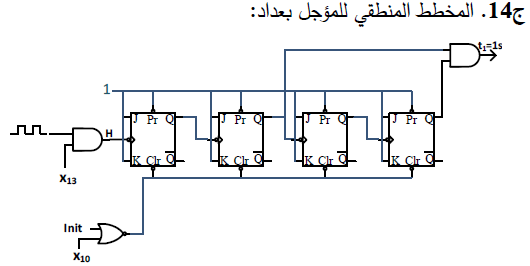 ج14. المخطط المنطقي للمؤجل بعداد:
t₁=1s
1
J Pr Q J Pr Q J Pr Q J Pr Q
H
K Clr Q̅ K Clr Q̅ K Clr Q̅ K Clr Q̅
X₁₃
Init
X₁₀